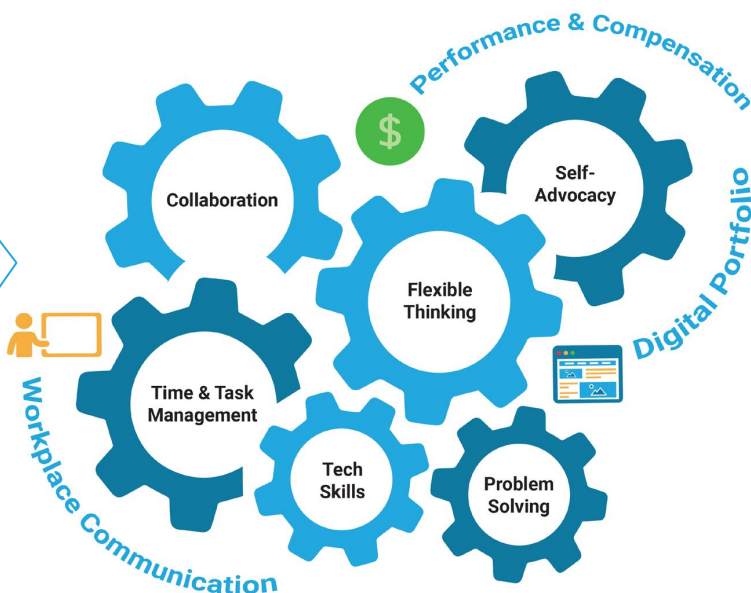 Performance & Compensation
$
Collaboration
Self-
Advocacy
Digital Portfolio
Flexible
Thinking
Time & Task
Management
Workplace Communication
Tech
Skills
Problem
Solving